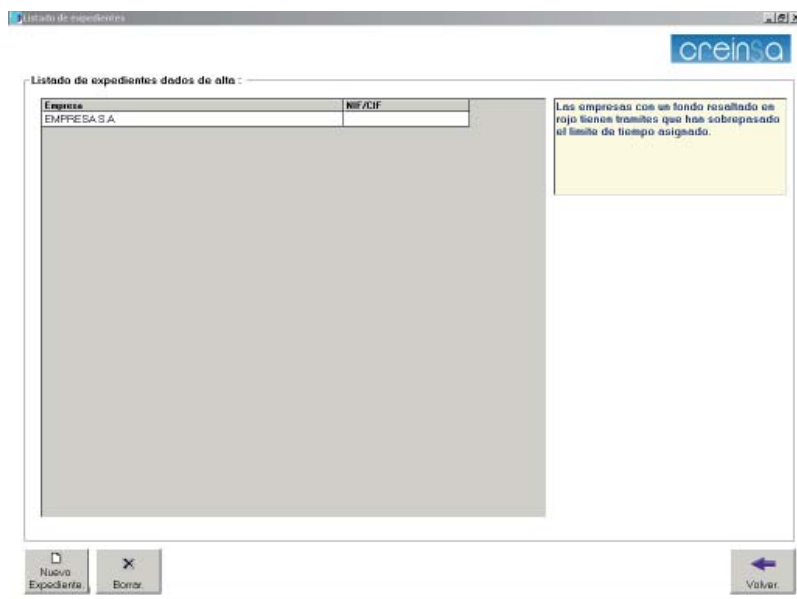 Listado de expedientes
creinsa
Listado de expedientes dados de alta :
Empresa NIF/CIF
EMPRESA S.A
Las empresas con un fondo resaltado en
rojo tienen tramites que han sobrepasado
el limite de tiempo asignado.
Nuevo
Expediente.
Borrar.
Volver.